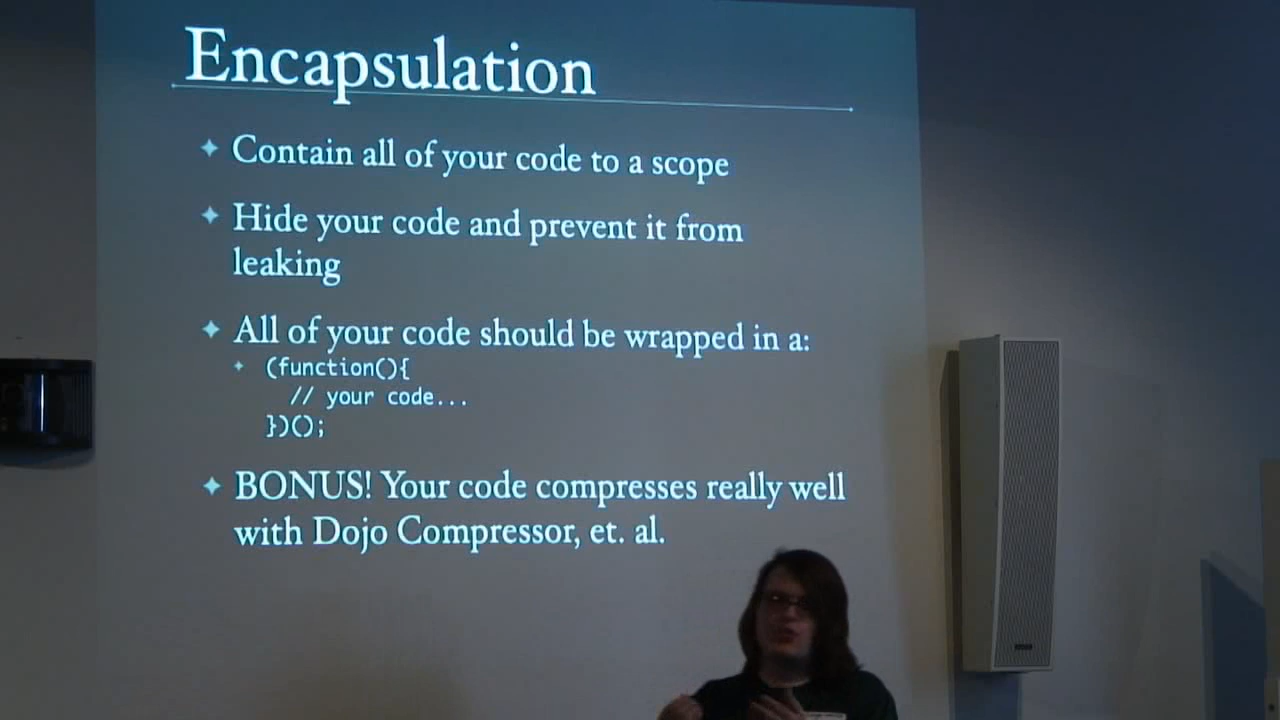 Encapsulation
Contain all of your code to a scope
Hide your code and prevent it from
leaking
All of your code should be wrapped in a:
(function(){
// your code...
})();
BONUS! Your code compresses really well
with Dojo Compressor, et. al.